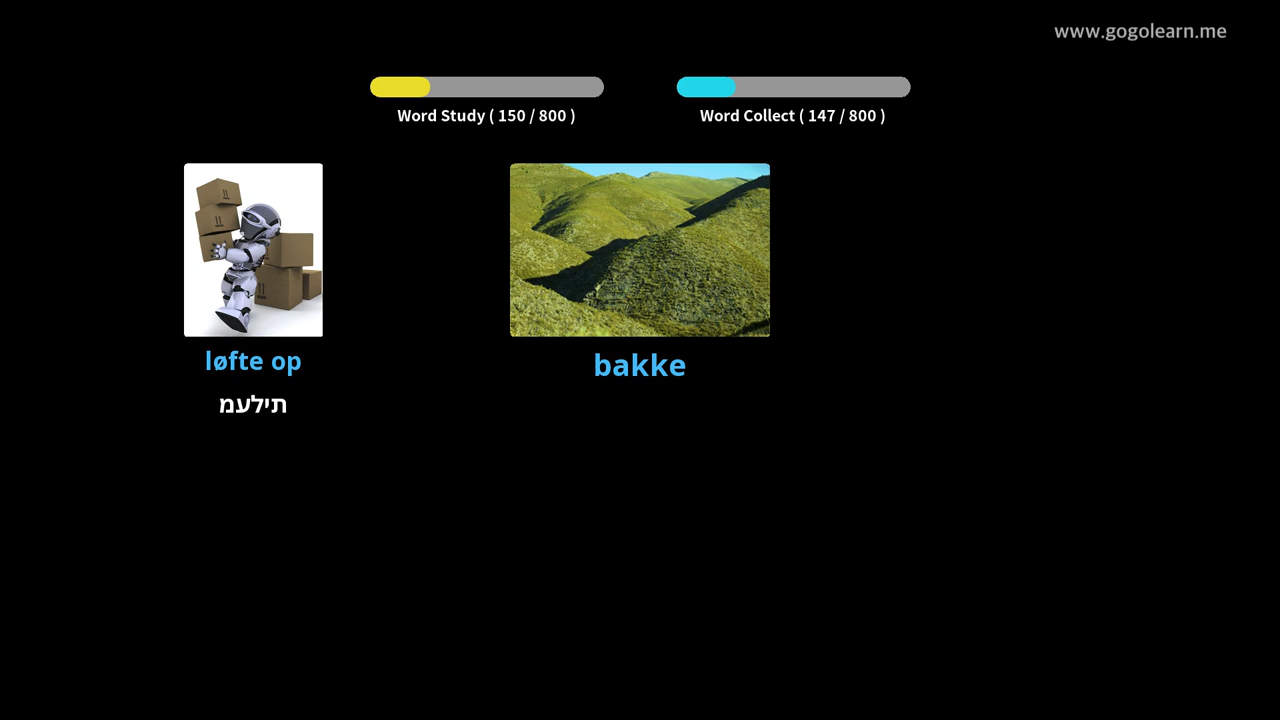 www.gogolearn.me
Word Study ( 150 / 800 )
Word Collect ( 147 / 800 )
løfte op
תילעמ
bakke